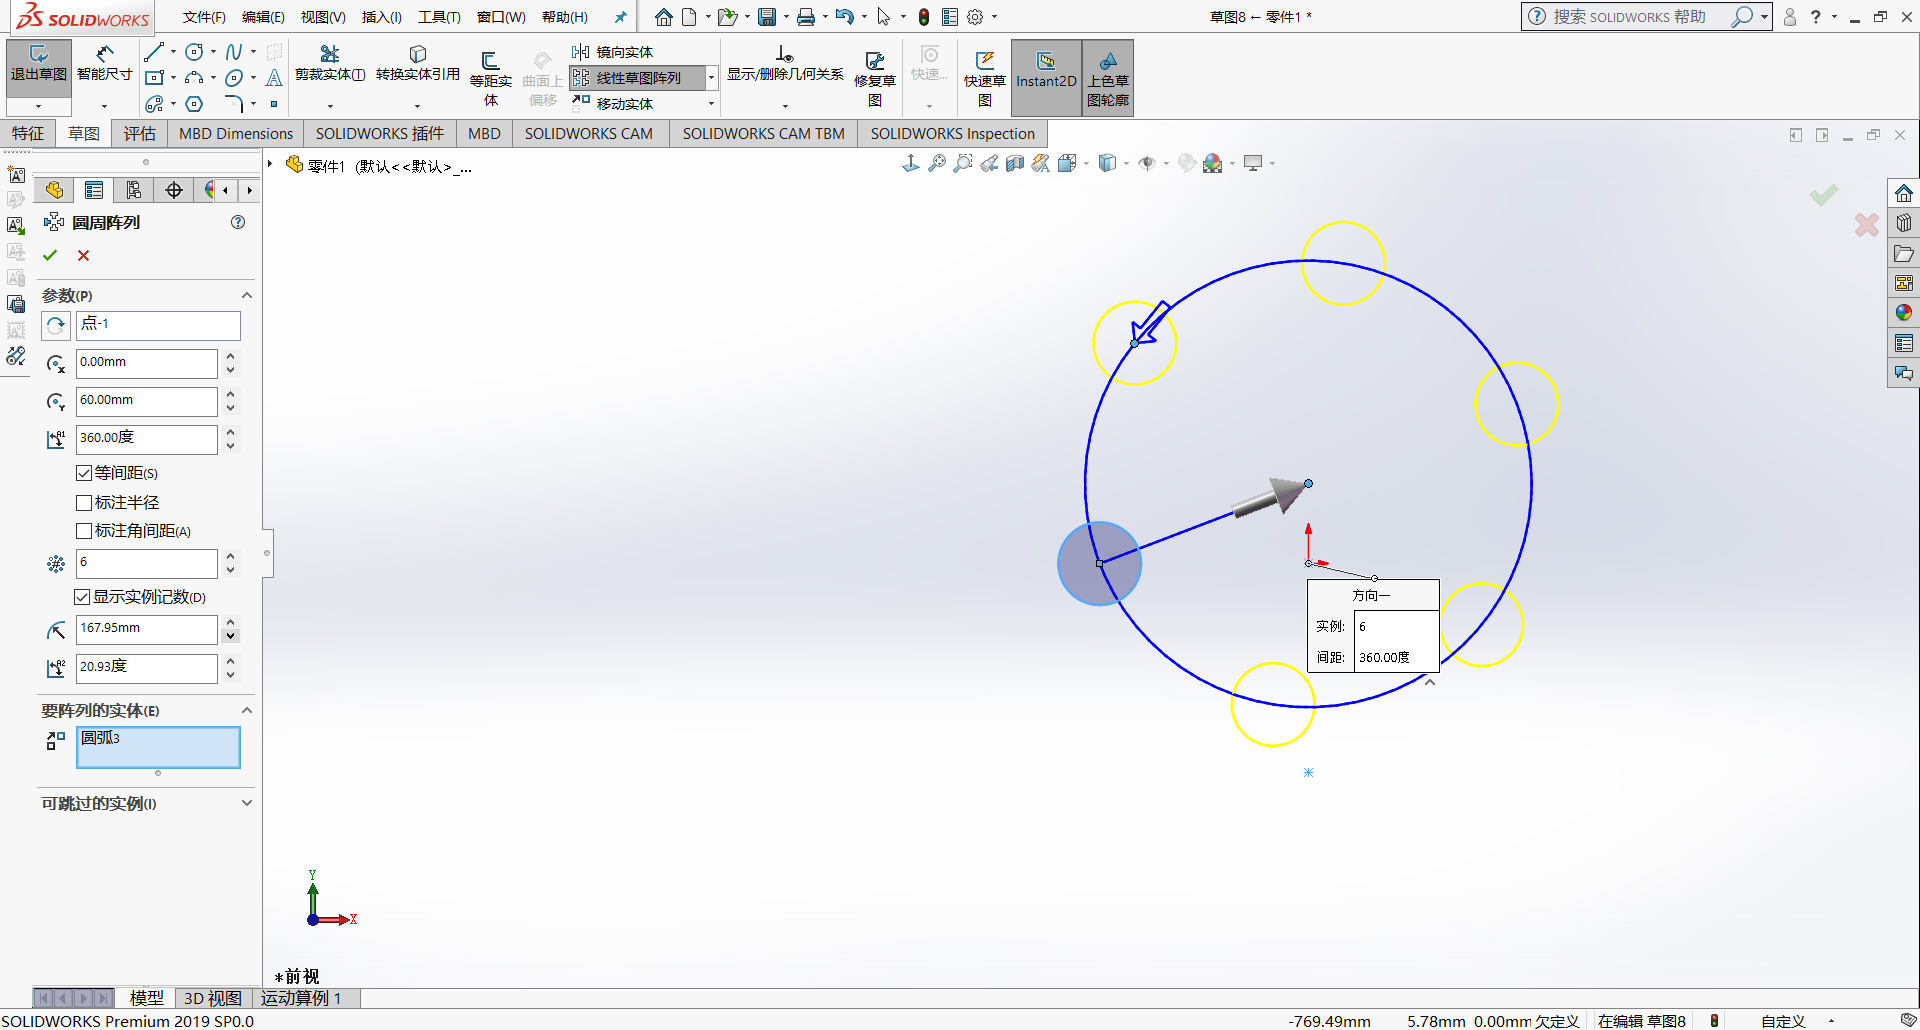 SOLIDWORKS
文件(F) 编辑(E) 视图(V) 插入(I) 工具(T) 窗口(W) 帮助(H)
草图8 ← 零件1 *
搜索 SOLIDWORKS 帮助
退出草图
智能尺寸
剪裁实体(T)
转换实体引用
等距实体
曲面上偏移
镜向实体
线性草图阵列
移动实体
显示/删除几何关系
修复草图
快速...
快速草图
Instant2D
上色草图轮廓
特征 草图 评估 MBD Dimensions SOLIDWORKS 插件 MBD SOLIDWORKS CAM SOLIDWORKS CAM TBM SOLIDWORKS Inspection
零件1 (默认<<默认>_...
圆周阵列
参数(P)
点-1
0.00mm
60.00mm
360.00度
等间距(S)
标注半径
标注角间距(A)
6
显示实例记数(D)
167.95mm
20.93度
要阵列的实体(E)
圆弧3
可跳过的实例(I)
方向一
实例: 6
间距: 360.00度
Y
X
*前视
模型 3D 视图 运动算例 1
SOLIDWORKS Premium 2019 SP0.0
-769.49mm 5.78mm 0.00mm 欠定义 在编辑 草图8 自定义